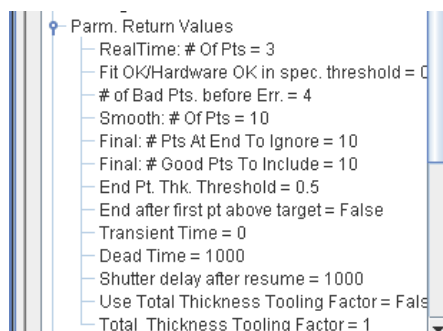 Parm. Return Values
RealTime: # Of Pts = 3
Fit OK/Hardware OK in spec. threshold =
# of Bad Pts. before Err. = 4
Smooth: # Of Pts = 10
Final: # Pts At End To Ignore = 10
Final: # Good Pts To Include = 10
End Pt. Thk. Threshold = 0.5
End after first pt above target = False
Transient Time = 0
Dead Time = 1000
Shutter delay after resume = 1000
Use Total Thickness Tooling Factor = Fals
Total Thickness Tooling Factor = 1